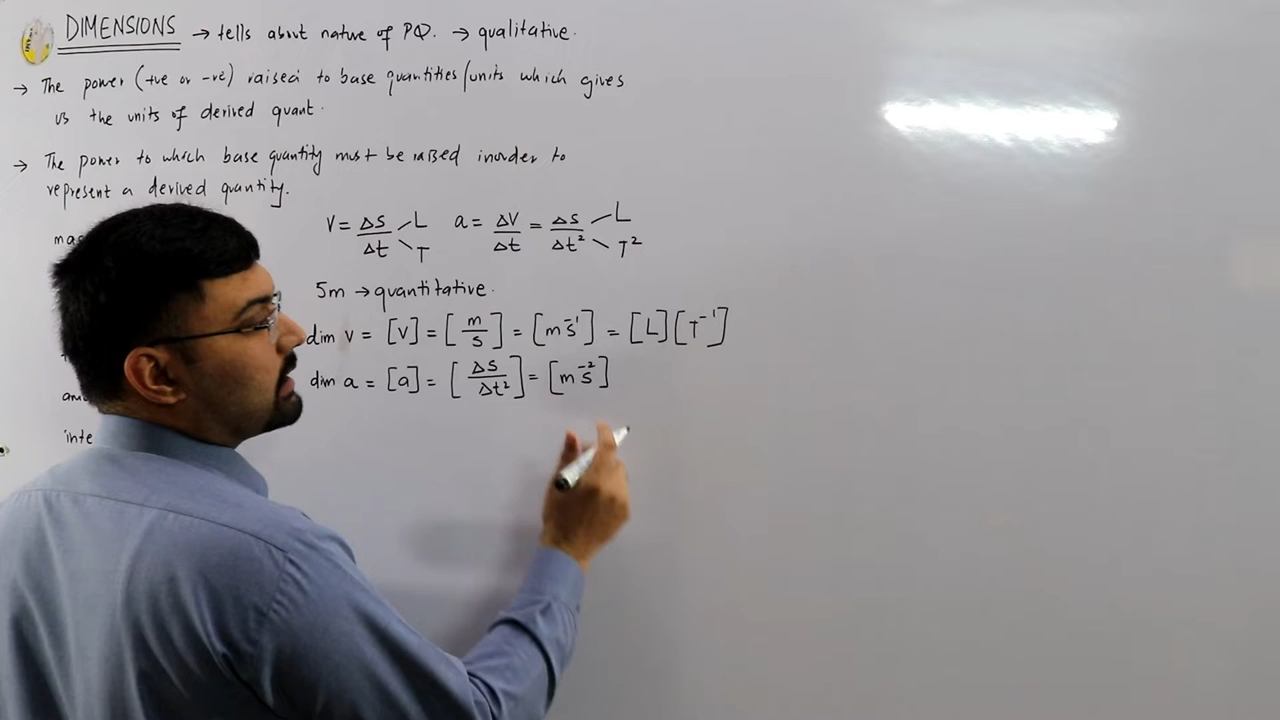 DIMENSIONS → tells about nature of PQ. → qualitative.
→ The power (+ve or -ve) raised to base quantities/units which gives
us the units of derived quant.
→ The power to which base quantity must be raised inorder to
represent a derived quantity.
mas
V = Δs/Δt L T a = ΔV/Δt = Δs/Δt² L T²
5m → quantitative.
dim v = [V] = [m/s] = [m s⁻¹] = [L][T⁻¹]
dim a = [a] = [Δs/Δt²] = [m s⁻²]
inte